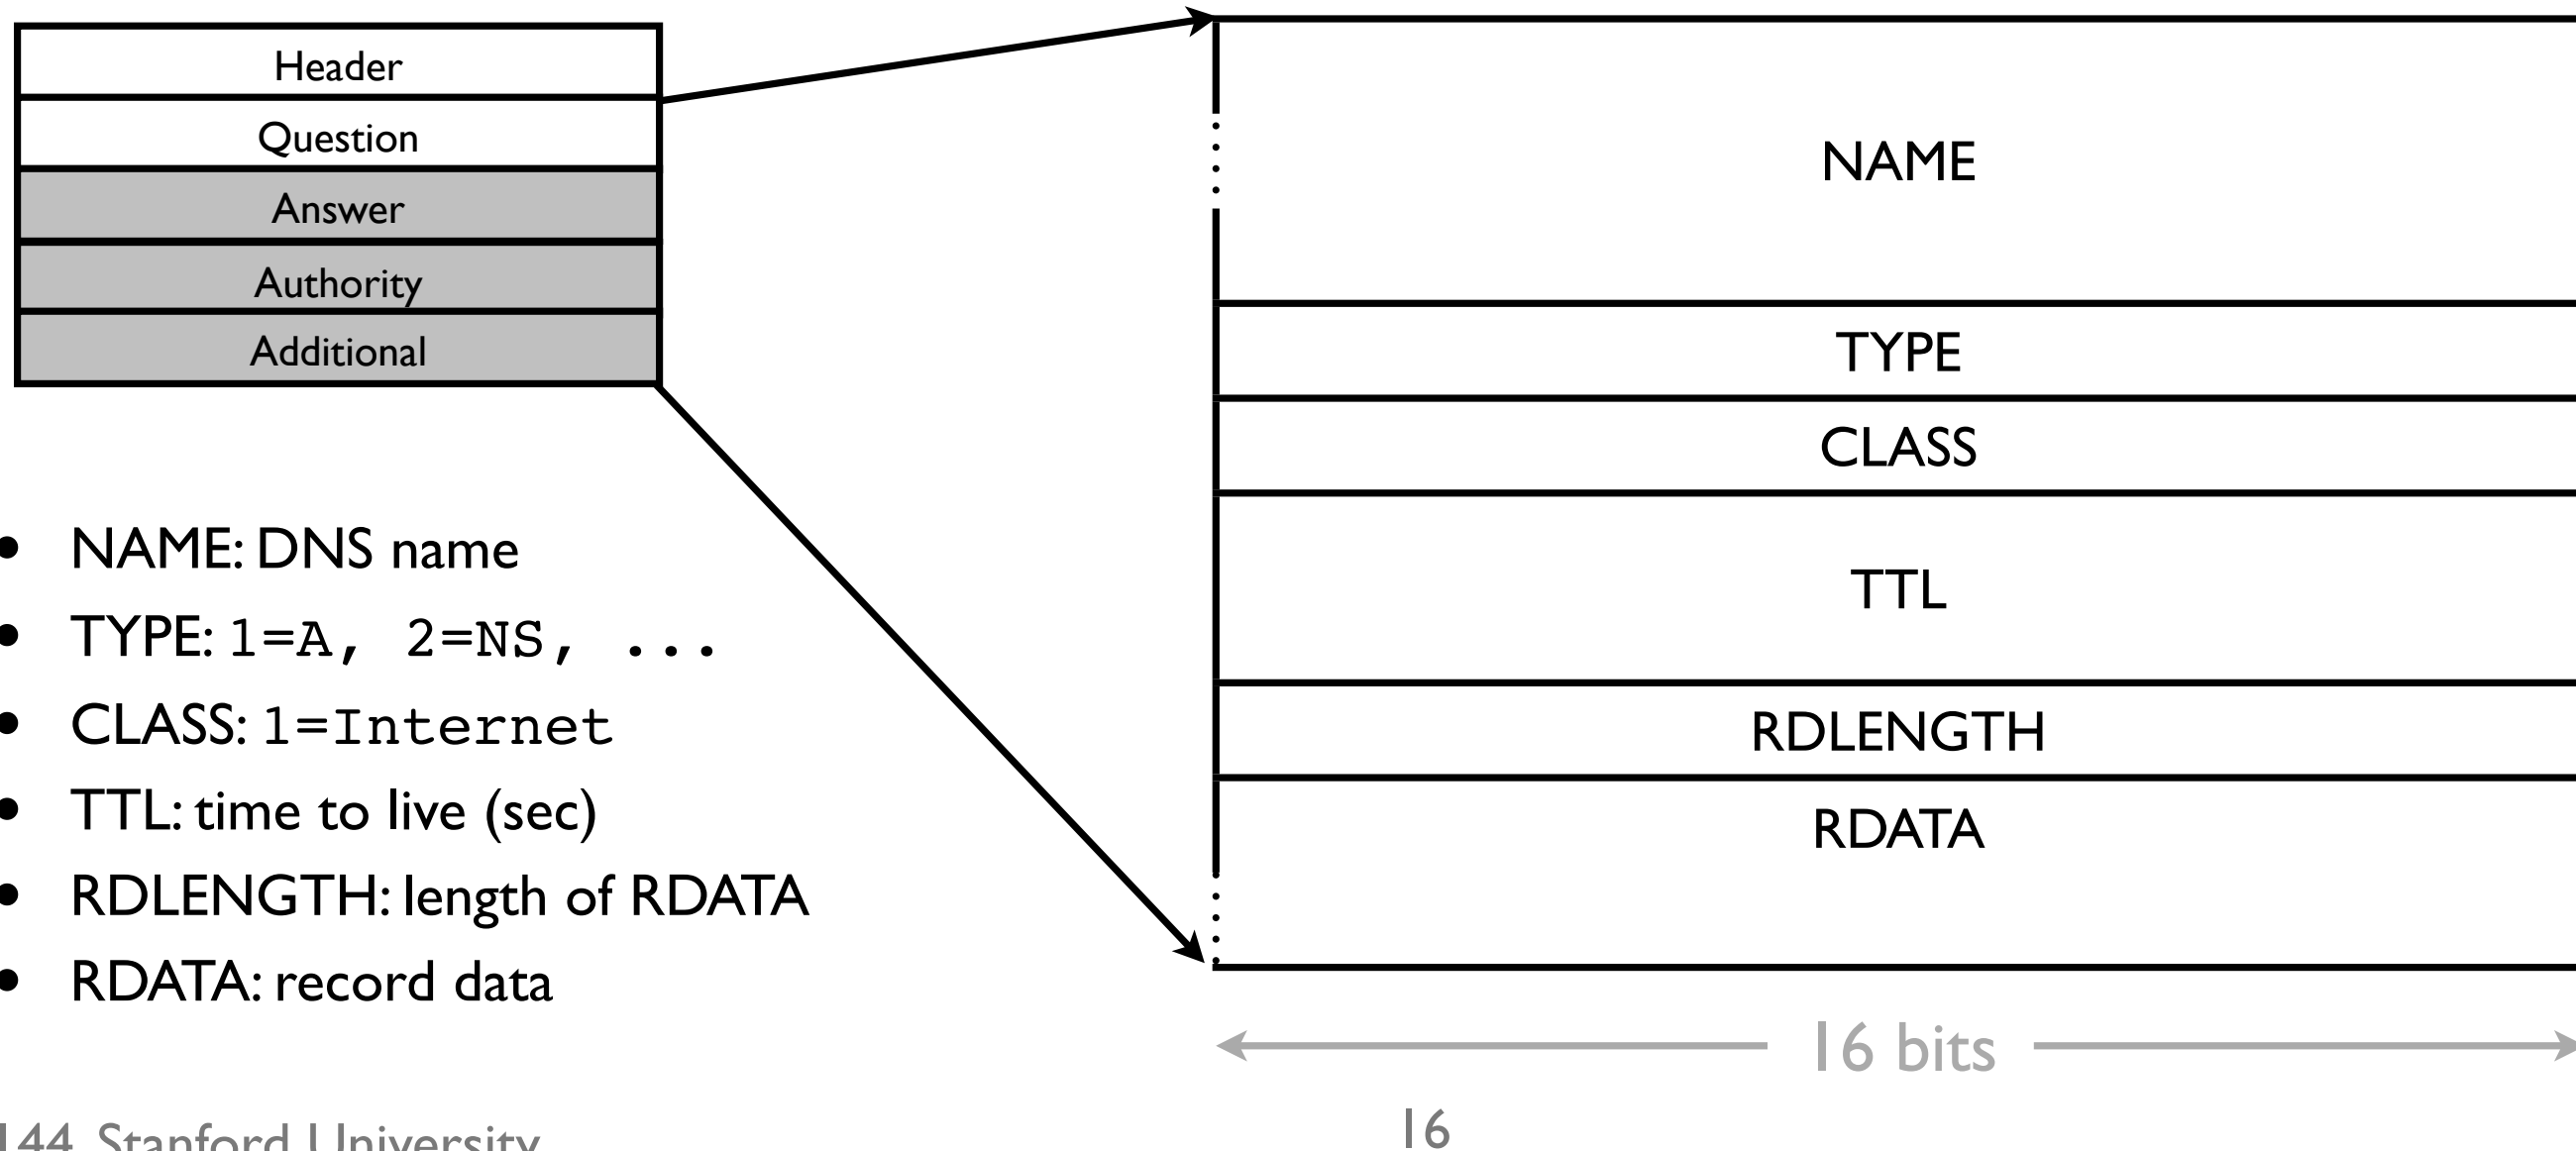 Header
Question
Answer
Authority
Additional
• NAME: DNS name
• TYPE: 1=A, 2=NS, ...
• CLASS: 1=Internet
• TTL: time to live (sec)
• RDLENGTH: length of RDATA
• RDATA: record data
NAME
TYPE
CLASS
TTL
RDLENGTH
RDATA
16 bits
144, Stanford University
16